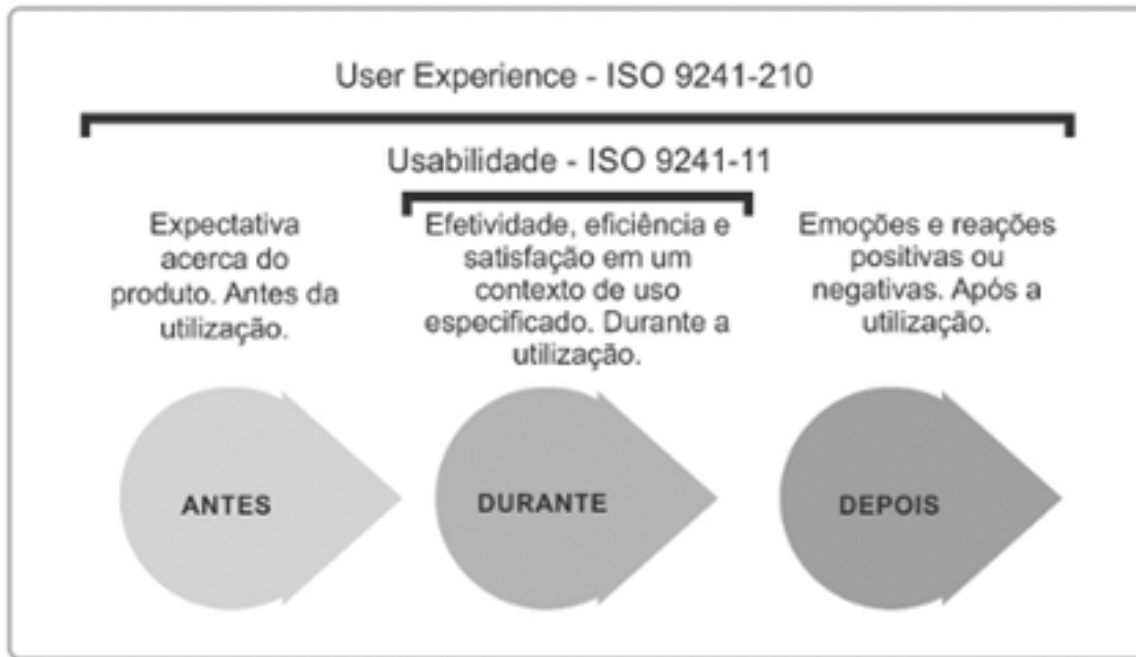 User Experience - ISO 9241-210
Usabilidade - ISO 9241-11
Expectativa
acerca do
produto. Antes da
utilização.
Efetividade, eficiência e
satisfação em um
contexto de uso
especificado. Durante a
utilização.
Emoções e reações
positivas ou
negativas. Após a
utilização.
ANTES
DURANTE
DEPOIS